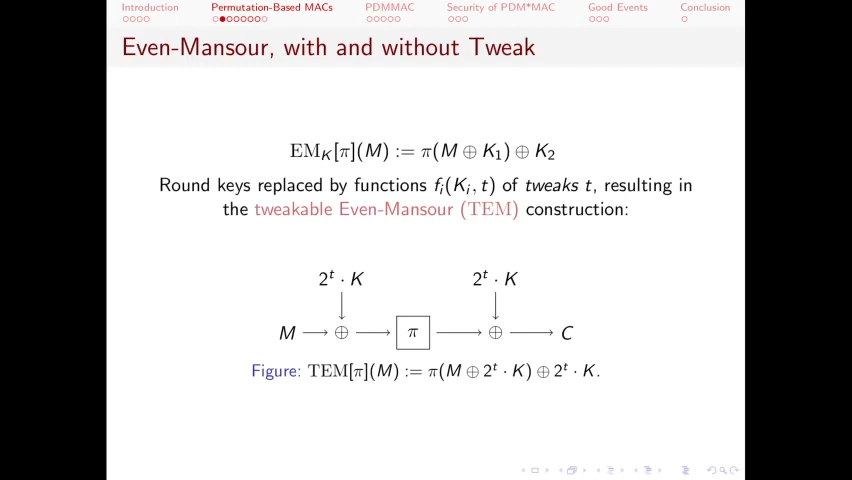 Introduction Permutation-Based MACs PDMMAC Security of PDM*MAC Good Events Conclusion
Even-Mansour, with and without Tweak
EM_K[π](M) := π(M ⊕ K₁) ⊕ K₂
Round keys replaced by functions f_i(K_i, t) of tweaks t, resulting in
the tweakable Even-Mansour (TEM) construction:
2^t · K 2^t · K
M ⊕ π ⊕ C
Figure: TEM[π](M) := π(M ⊕ 2^t · K) ⊕ 2^t · K.